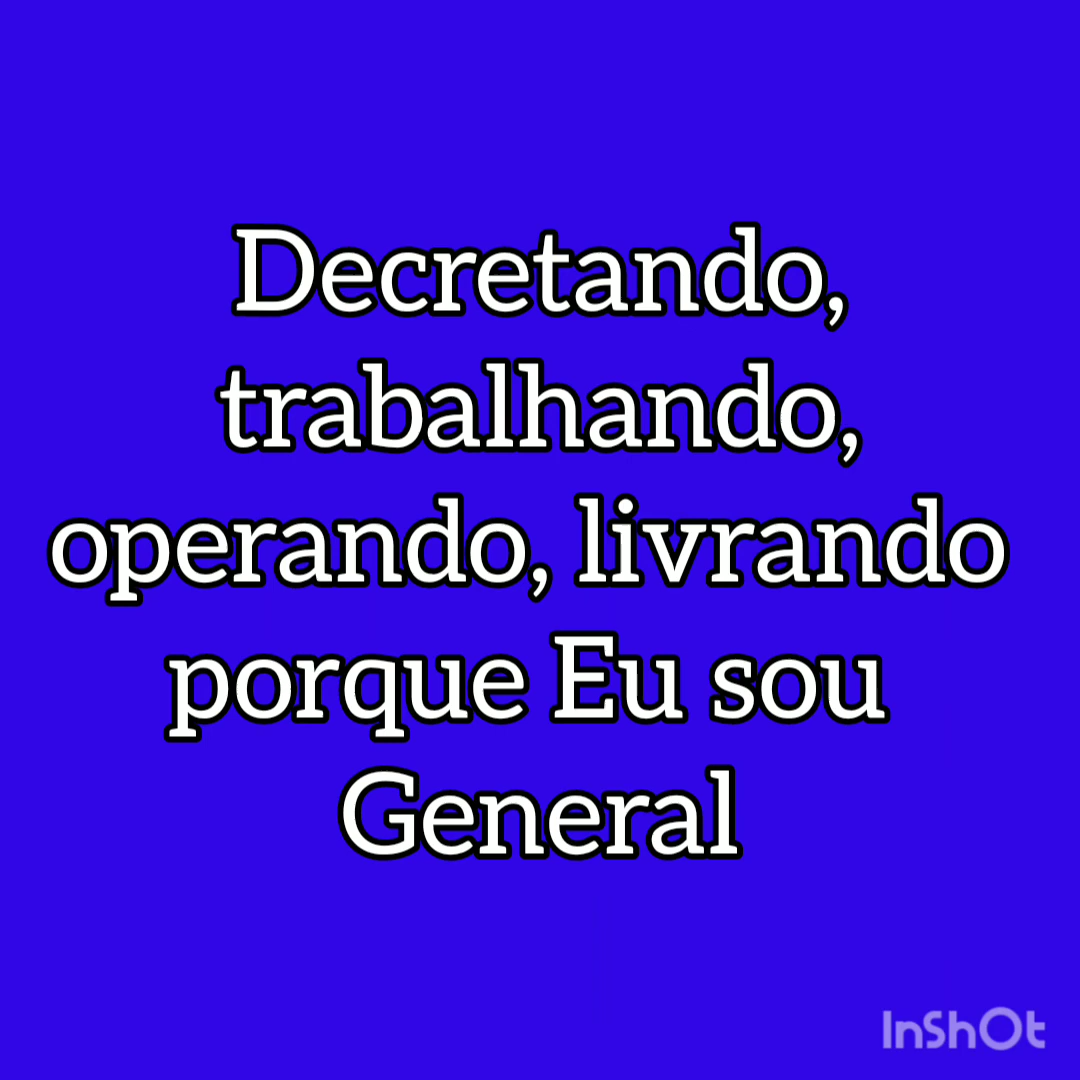 Decretando,
trabalhando,
operando, livrando
porque Eu sou
General
InShOt